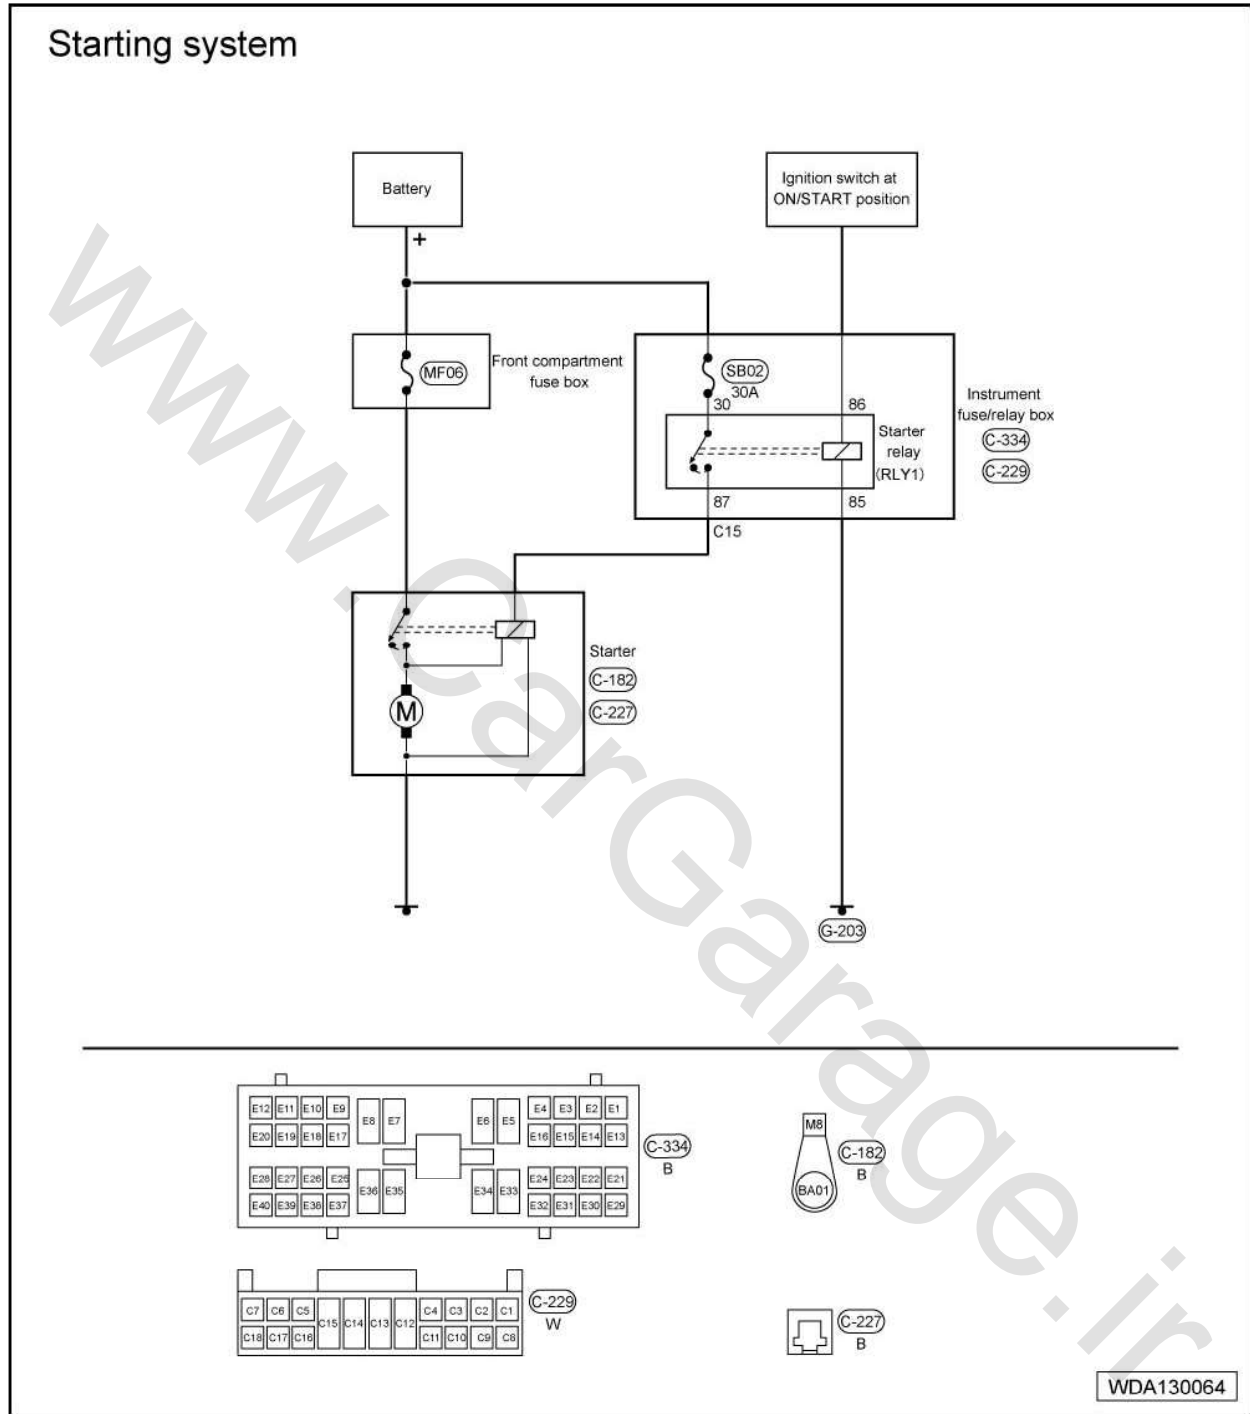 Starting system
Battery
Ignition switch at
ON/START position
+
MF06
Front compartment
fuse box
SB02
30A
30
86
Starter
relay
(RLY1)
Instrument
fuse/relay box
C-334
C-229
87
85
C15
Starter
C-182
C-227
M
G-203
www.CarGarage.ir
E12 E11 E10 E9 E8 E7 E6 E5 E4 E3 E2 E1
E20 E19 E18 E17 E16 E15 E14 E13
C-334
B
E28 E27 E26 E25 E36 E35 E34 E33 E24 E23 E22 E21
E40 E39 E38 E37 E32 E31 E30 E29
M8
C-182
B
BA01
C7 C6 C5 C15 C14 C13 C12 C4 C3 C2 C1
C18 C17 C16 C11 C10 C9 C8
C-229
W
C-227
B
WDA130064